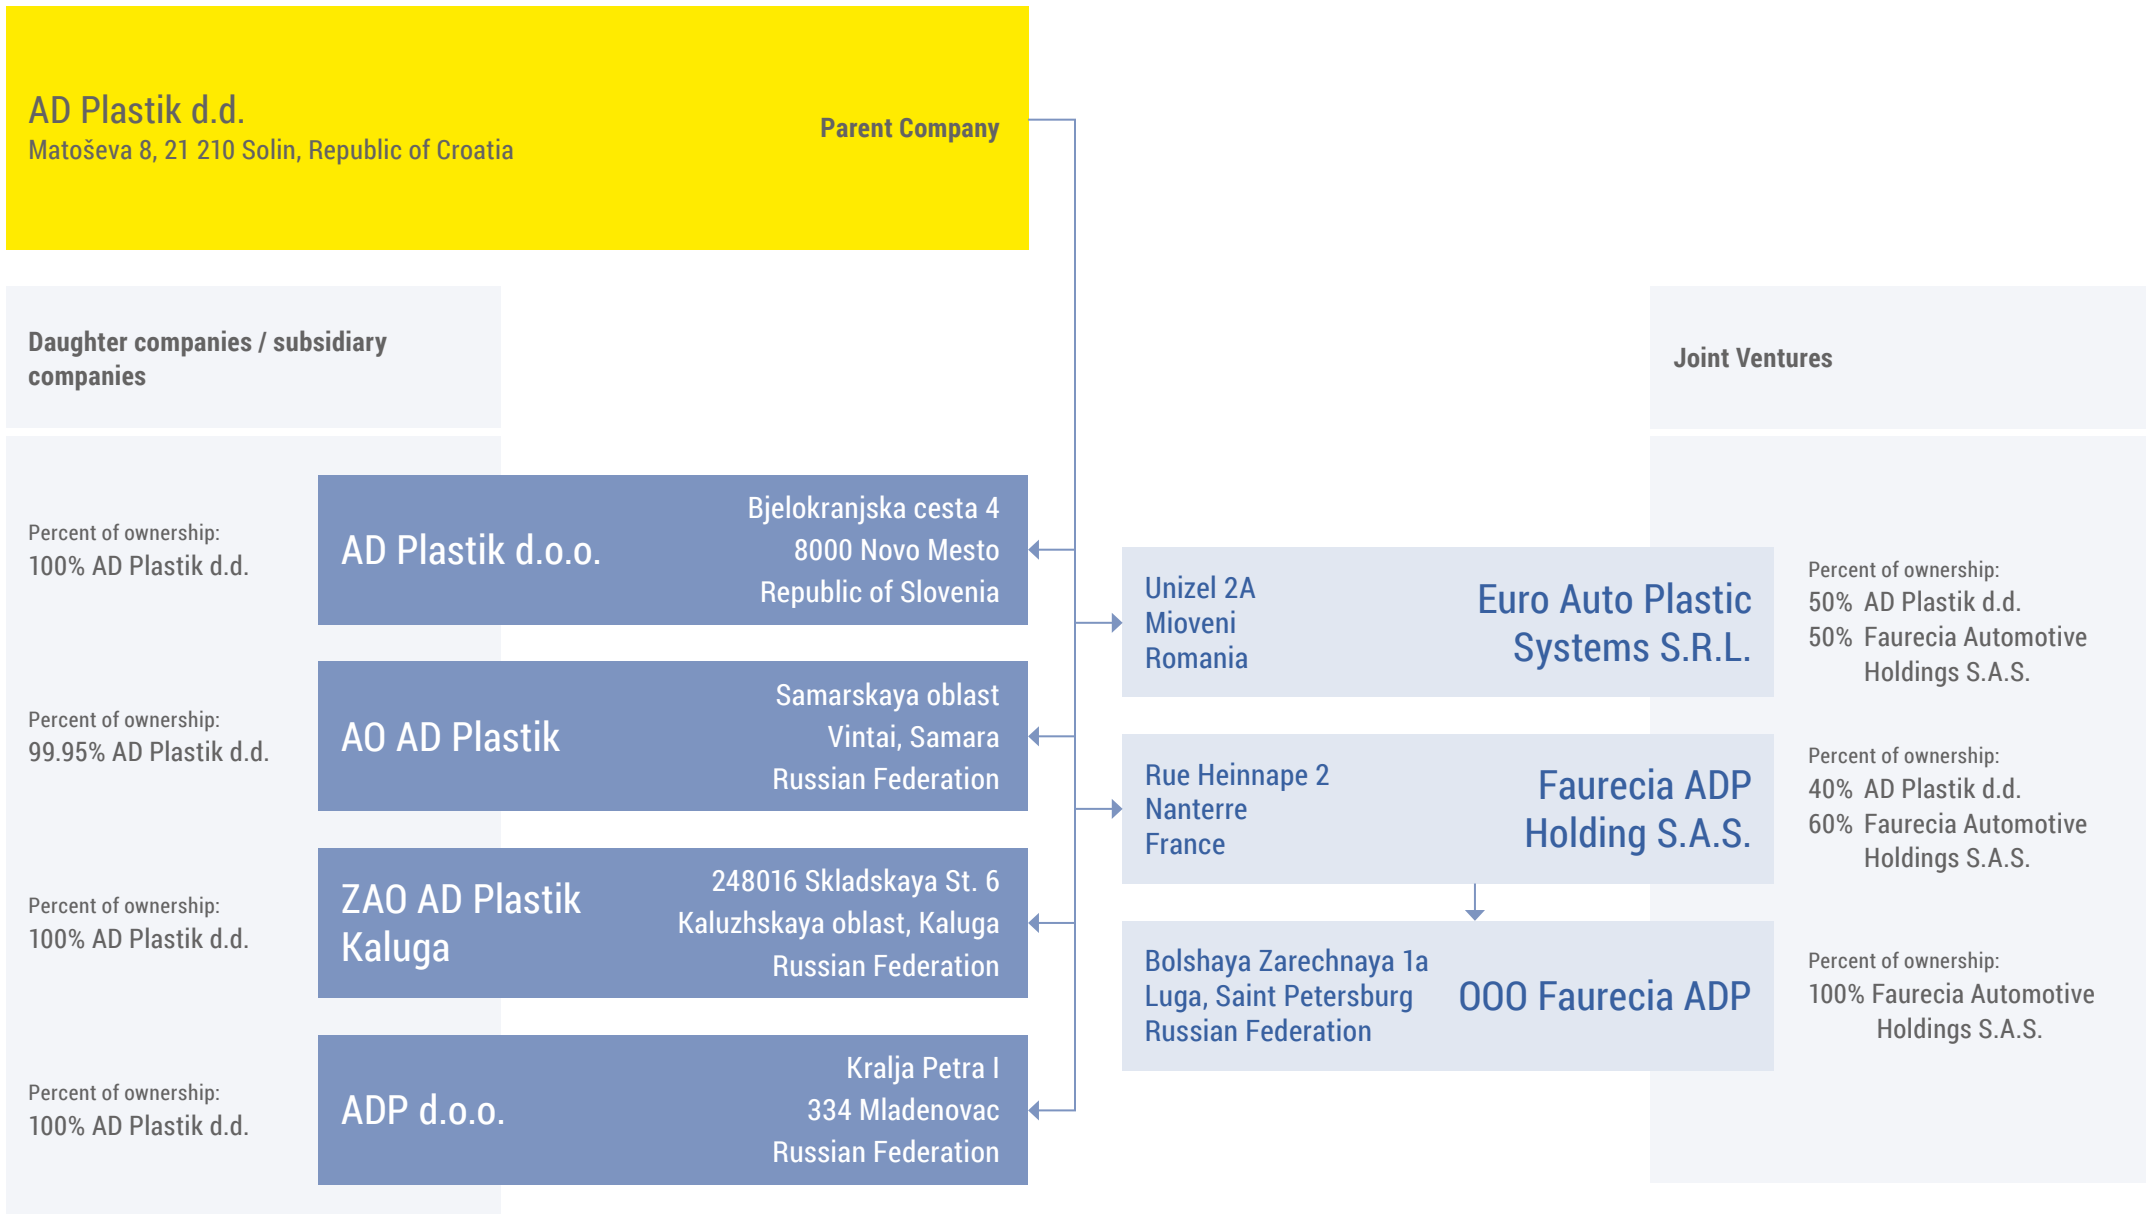 AD Plastik d.d.
Matoševa 8, 21 210 Solin, Republic of Croatia
Parent Company
Daughter companies / subsidiary
companies
Percent of ownership:
100% AD Plastik d.d.
AD Plastik d.o.o.
Bjelokranjska cesta 4
8000 Novo Mesto
Republic of Slovenia
Percent of ownership:
99.95% AD Plastik d.d.
AO AD Plastik
Samarskaya oblast
Vintai, Samara
Russian Federation
Percent of ownership:
100% AD Plastik d.d.
ZAO AD Plastik
Kaluga
248016 Skladskaya St. 6
Kaluzhskaya oblast, Kaluga
Russian Federation
Percent of ownership:
100% AD Plastik d.d.
ADP d.o.o.
Kralja Petra I
334 Mladenovac
Russian Federation
Joint Ventures
Unizel 2A
Mioveni
Romania
Euro Auto Plastic
Systems S.R.L.
Percent of ownership:
50% AD Plastik d.d.
50% Faurecia Automotive
Holdings S.A.S.
Rue Heinnape 2
Nanterre
France
Faurecia ADP
Holding S.A.S.
Percent of ownership:
40% AD Plastik d.d.
60% Faurecia Automotive
Holdings S.A.S.
Bolshaya Zarechnaya 1a
Luga, Saint Petersburg
Russian Federation
OOO Faurecia ADP
Percent of ownership:
100% Faurecia Automotive
Holdings S.A.S.